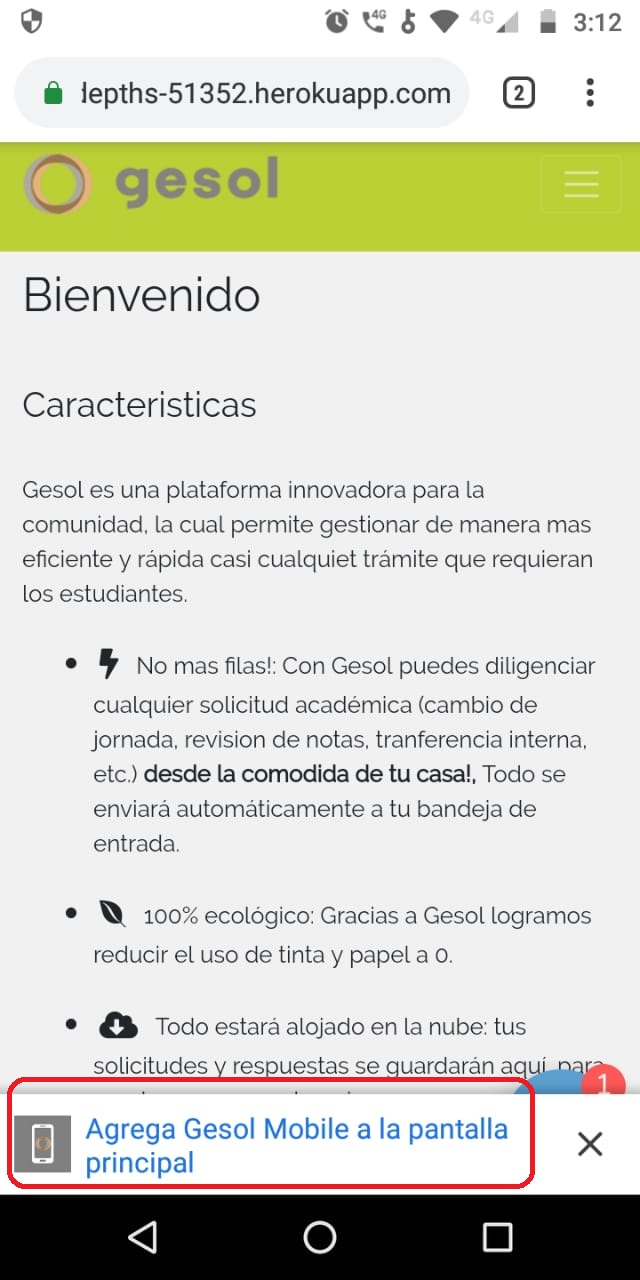 4G 4G 3:12
depths-51352.herokuapp.com 2
gesol
Bienvenido
Caracteristicas
Gesol es una plataforma innovadora para la
comunidad, la cual permite gestionar de manera mas
eficiente y rápida casi cualquiet trámite que requieran
los estudiantes.
No mas filas!: Con Gesol puedes diligenciar
cualquier solicitud académica (cambio de
jornada, revision de notas, tranferencia interna,
etc.) desde la comodida de tu casa!, Todo se
enviará automáticamente a tu bandeja de
entrada.
100% ecológico: Gracias a Gesol logramos
reducir el uso de tinta y papel a 0.
Todo estará alojado en la nube: tus
solicitudes y respuestas se guardarán aquí, para
1
Agrega Gesol Mobile a la pantalla
principal